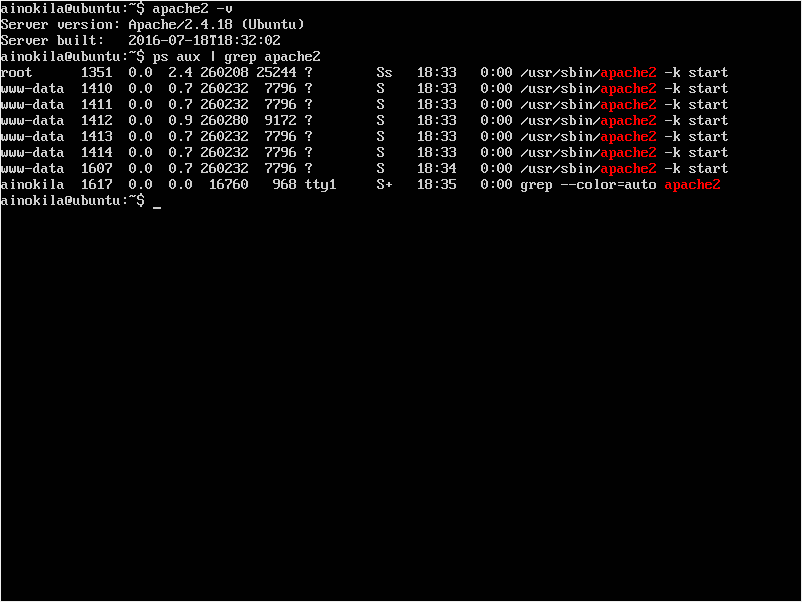 ainokila@ubuntu:~$ apache2 -v
Server version: Apache/2.4.18 (Ubuntu)
Server built:   2016-07-18T18:32:02
ainokila@ubuntu:~$ ps aux | grep apache2
root      1351  0.0  2.4 260208 25244 ?        Ss   18:33   0:00 /usr/sbin/apache2 -k start
www-data  1410  0.0  0.7 260232  7796 ?        S    18:33   0:00 /usr/sbin/apache2 -k start
www-data  1411  0.0  0.7 260232  7796 ?        S    18:33   0:00 /usr/sbin/apache2 -k start
www-data  1412  0.0  0.9 260280  9172 ?        S    18:33   0:00 /usr/sbin/apache2 -k start
www-data  1413  0.0  0.7 260232  7796 ?        S    18:33   0:00 /usr/sbin/apache2 -k start
www-data  1414  0.0  0.7 260232  7796 ?        S    18:33   0:00 /usr/sbin/apache2 -k start
www-data  1607  0.0  0.7 260232  7796 ?        S    18:34   0:00 /usr/sbin/apache2 -k start
ainokila  1617  0.0  0.0  16760   968 tty1     S+   18:35   0:00 grep --color=auto apache2
ainokila@ubuntu:~$ _